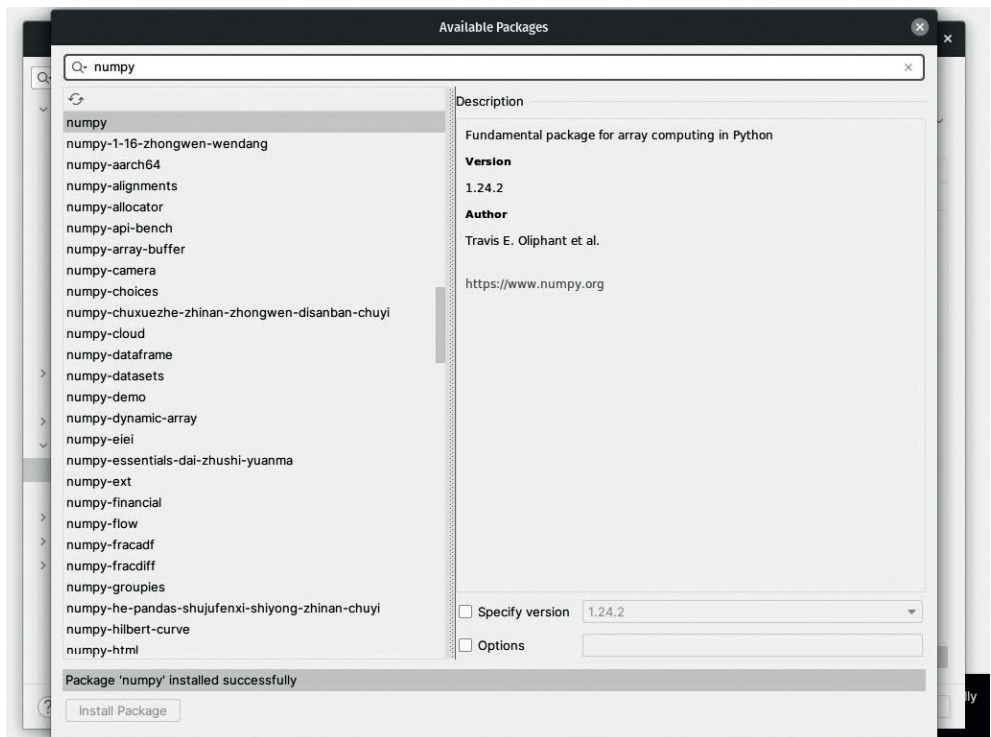 Available Packages
numpy
numpy
numpy-1-16-zhongwen-wendang
numpy-aarch64
numpy-alignments
numpy-allocator
numpy-api-bench
numpy-array-buffer
numpy-camera
numpy-choices
numpy-chuxuezhe-zhinan-zhongwen-disanban-chuyi
numpy-cloud
numpy-dataframe
numpy-datasets
numpy-demo
numpy-dynamic-array
numpy-eiei
numpy-essentials-dai-zhushi-yuanma
numpy-ext
numpy-financial
numpy-flow
numpy-fracadf
numpy-fracdiff
numpy-groupies
numpy-he-pandas-shujufenxi-shiyong-zhinan-chuyi
numpy-hilbert-curve
numpy-html
Description
Fundamental package for array computing in Python
Version
1.24.2
Author
Travis E. Oliphant et al.
https://www.numpy.org
Specify version 1.24.2
Options
Package 'numpy' installed successfully
Install Package
?
lly